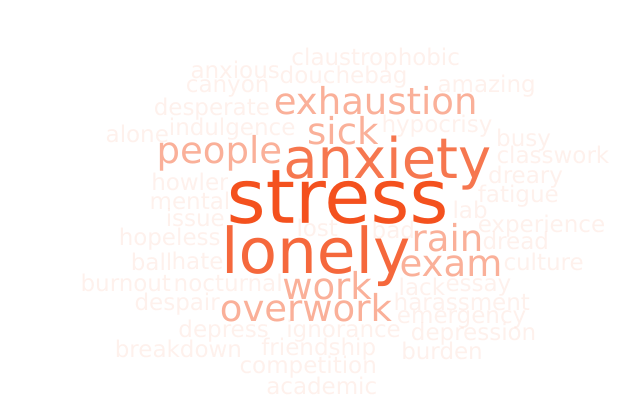 claustrophobic
anxious douchebag
canyon amazing
desperate exhaustion
alone indulgence sick hypocrisy busy
people anxiety classwork
howler dreary
mental stress fatigue
issue lost bad lab experience
hopeless lonely rain dread
ball hate exam culture
burnout nocturnal work lack essay
despair overwork harassment
emergency
depress ignorance depression
breakdown friendship burden
competition
academic